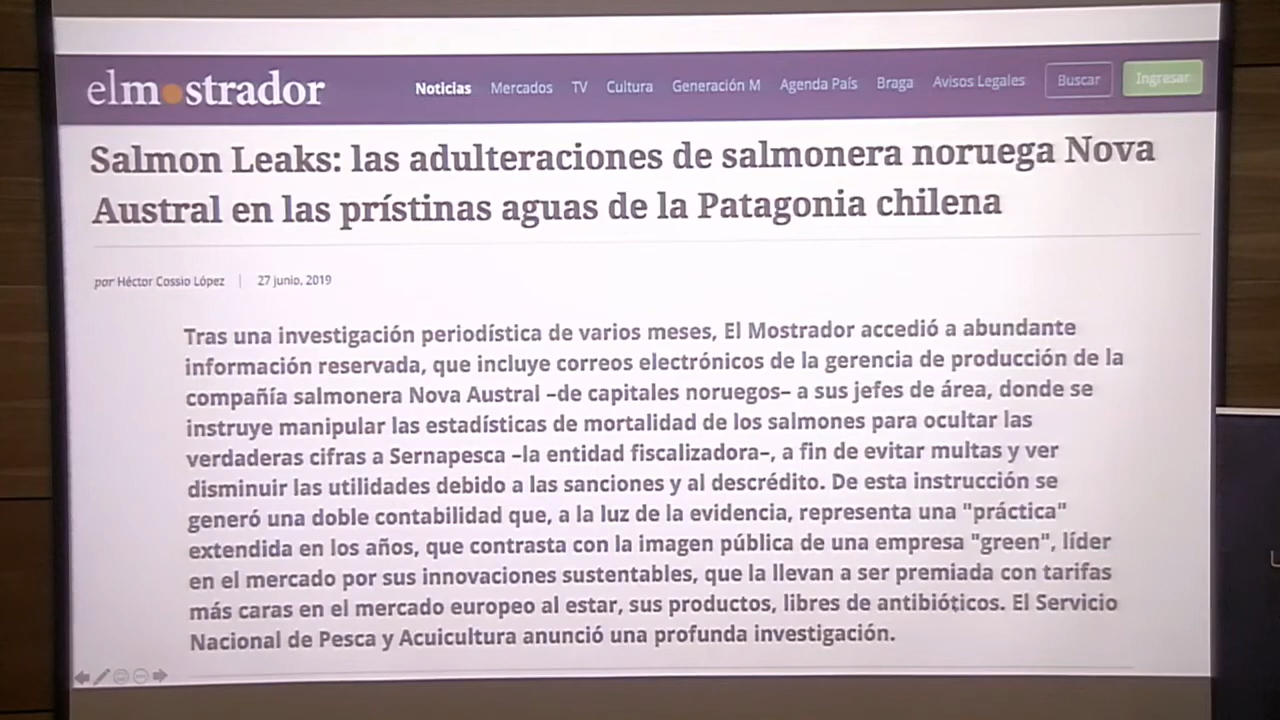 elmostrador
Noticias Mercados TV Cultura Generación M Agenda País Braga Avisos Legales Buscar Ingresar
Salmon Leaks: las adulteraciones de salmonera noruega Nova
Austral en las prístinas aguas de la Patagonia chilena
por Héctor Cossio López | 27 junio, 2019
Tras una investigación periodística de varios meses, El Mostrador accedió a abundante
información reservada, que incluye correos electrónicos de la gerencia de producción de la
compañía salmonera Nova Austral –de capitales noruegos– a sus jefes de área, donde se
instruye manipular las estadísticas de mortalidad de los salmones para ocultar las
verdaderas cifras a Sernapesca –la entidad fiscalizadora–, a fin de evitar multas y ver
disminuir las utilidades debido a las sanciones y al descrédito. De esta instrucción se
generó una doble contabilidad que, a la luz de la evidencia, representa una "práctica"
extendida en los años, que contrasta con la imagen pública de una empresa "green", líder
en el mercado por sus innovaciones sustentables, que la llevan a ser premiada con tarifas
más caras en el mercado europeo al estar, sus productos, libres de antibióticos. El Servicio
Nacional de Pesca y Acuicultura anunció una profunda investigación.